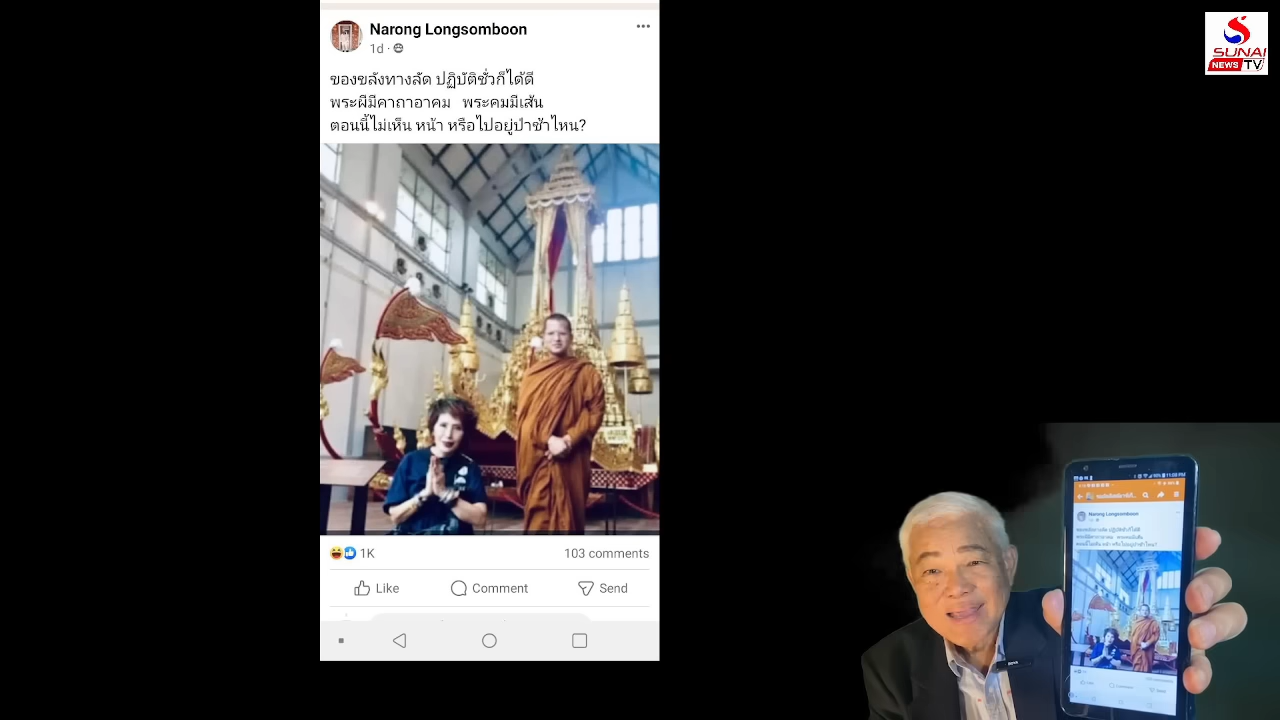 Narong Longsomboon
1d
ของขลังทางลัด ปฏิบัติชั่วก็ได้ดี
พระผีมีคาถาอาคม พระคมมีเส้น
ตอนนี้ไม่เห็น หน้า หรือไปอยู่ป่าช้าไหน?
SUNAI
NEWS TV
1K
103 comments
Like
Comment
Send
Narong Longsomboon